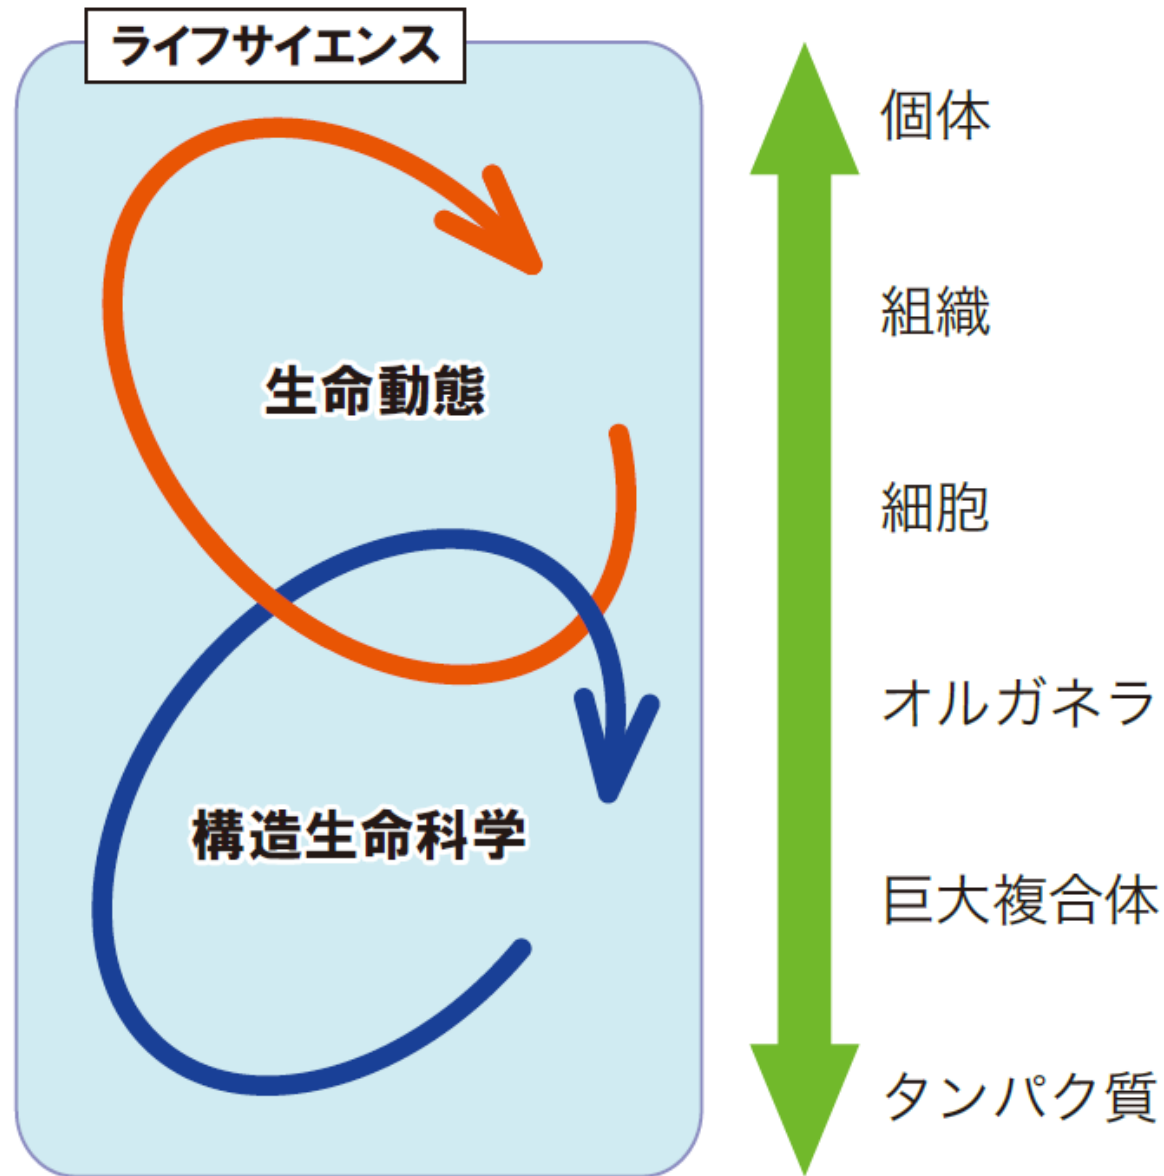 ライフサイエンス
個体
組織
生命動態
細胞
オルガネラ
構造生命科学
巨大複合体
タンパク質